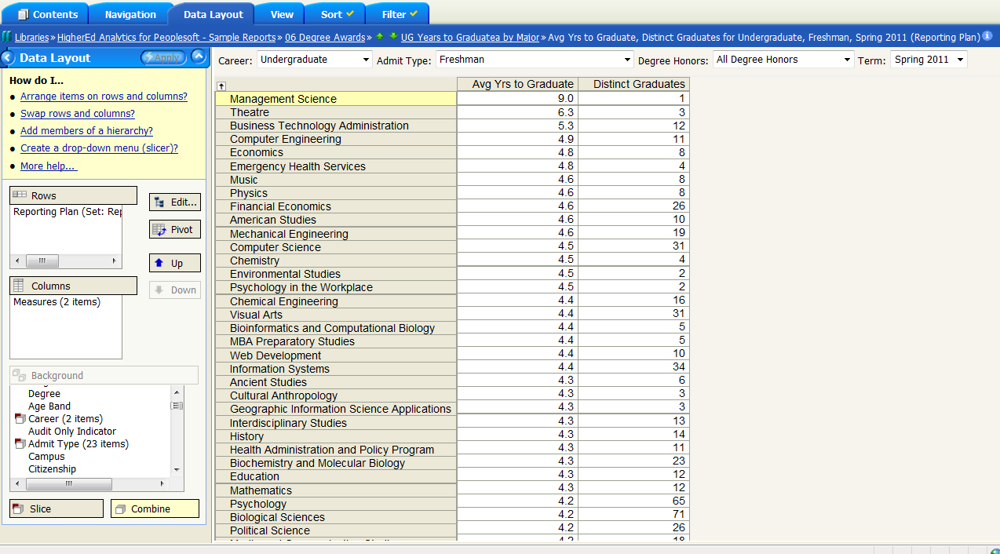 Contents Navigation Data Layout View Sort Filter
Libraries » HigherEd Analytics for Peoplesoft - Sample Reports » 06 Degree Awards » UG Years to Graduatea by Major » Avg Yrs to Graduate, Distinct Graduates for Undergraduate, Freshman, Spring 2011 (Reporting Plan)
Data Layout Apply
How do I...
• Arrange items on rows and columns?
• Swap rows and columns?
• Add members of a hierarchy?
• Create a drop-down menu (slicer)?
• More help...
Rows
Reporting Plan (Set: Rep
Edit...
Pivot
Up
Down
Columns
Measures (2 items)
Background
Degree
Age Band
Career (2 items)
Audit Only Indicator
Admit Type (23 items)
Campus
Citizenship
Slice Combine
Career: Undergraduate Admit Type: Freshman Degree Honors: All Degree Honors Term: Spring 2011
Avg Yrs to Graduate Distinct Graduates
Management Science 9.0 1
Theatre 6.3 3
Business Technology Administration 5.3 12
Computer Engineering 4.9 11
Economics 4.8 8
Emergency Health Services 4.8 4
Music 4.6 8
Physics 4.6 8
Financial Economics 4.6 26
American Studies 4.6 10
Mechanical Engineering 4.6 19
Computer Science 4.5 31
Chemistry 4.5 4
Environmental Studies 4.5 2
Psychology in the Workplace 4.5 2
Chemical Engineering 4.4 16
Visual Arts 4.4 31
Bioinformatics and Computational Biology 4.4 5
MBA Preparatory Studies 4.4 5
Web Development 4.4 10
Information Systems 4.4 34
Ancient Studies 4.3 6
Cultural Anthropology 4.3 3
Geographic Information Science Applications 4.3 3
Interdisciplinary Studies 4.3 13
History 4.3 14
Health Administration and Policy Program 4.3 11
Biochemistry and Molecular Biology 4.3 23
Education 4.3 12
Mathematics 4.3 12
Psychology 4.2 65
Biological Sciences 4.2 71
Political Science 4.2 26